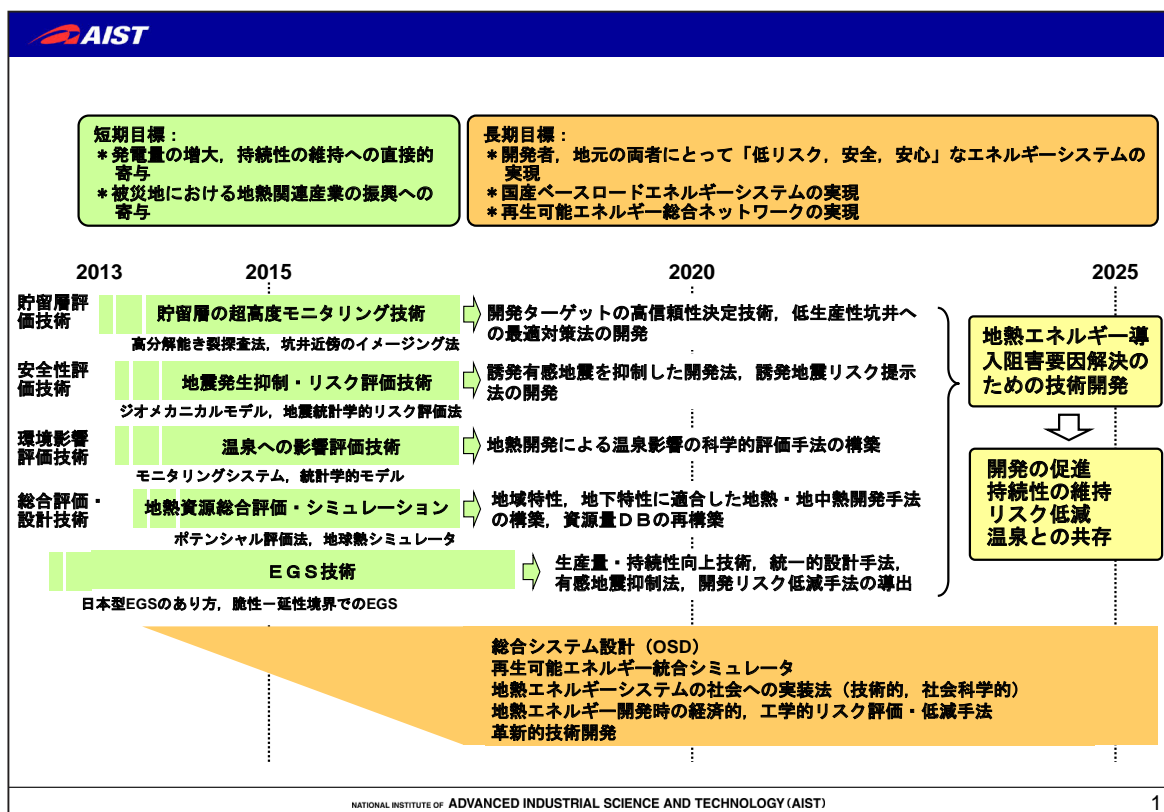 AIST
短期目標：
＊発電量の増大，持続性の維持への直接的
寄与
＊被災地における地熱関連産業の振興への
寄与
長期目標：
＊開発者，地元の両者にとって「低リスク，安全，安心」なエネルギーシステムの
実現
＊国産ベースロードエネルギーシステムの実現
＊再生可能エネルギー総合ネットワークの実現
2013
2015
2020
2025
貯留層評
価技術
貯留層の超高度モニタリング技術
高分解能き裂探査法，坑井近傍のイメージング法
開発ターゲットの高信頼性決定技術，低生産性坑井へ
の最適対策法の開発
安全性評
価技術
地震発生抑制・リスク評価技術
ジオメカニカルモデル，地震統計学的リスク評価法
誘発有感地震を抑制した開発法，誘発地震リスク提示
法の開発
環境影響
評価技術
温泉への影響評価技術
モニタリングシステム，統計学的モデル
地熱開発による温泉影響の科学的評価手法の構築
総合評価・
設計技術
地熱資源総合評価・シミュレーション
ポテンシャル評価法，地球熱シミュレータ
地域特性，地下特性に適合した地熱・地中熱開発手法
の構築，資源量ＤＢの再構築
ＥＧＳ技術
日本型EGSのあり方，脆性－延性境界でのEGS
生産量・持続性向上技術，統一的設計手法，
有感地震抑制法，開発リスク低減手法の導出
地熱エネルギー導
入阻害要因解決の
ための技術開発
開発の促進
持続性の維持
リスク低減
温泉との共存
総合システム設計（OSD）
再生可能エネルギー統合シミュレータ
地熱エネルギーシステムの社会への実装法（技術的，社会科学的）
地熱エネルギー開発時の経済的，工学的リスク評価・低減手法
革新的技術開発
NATIONAL INSTITUTE OF ADVANCED INDUSTRIAL SCIENCE AND TECHNOLOGY (AIST)
1